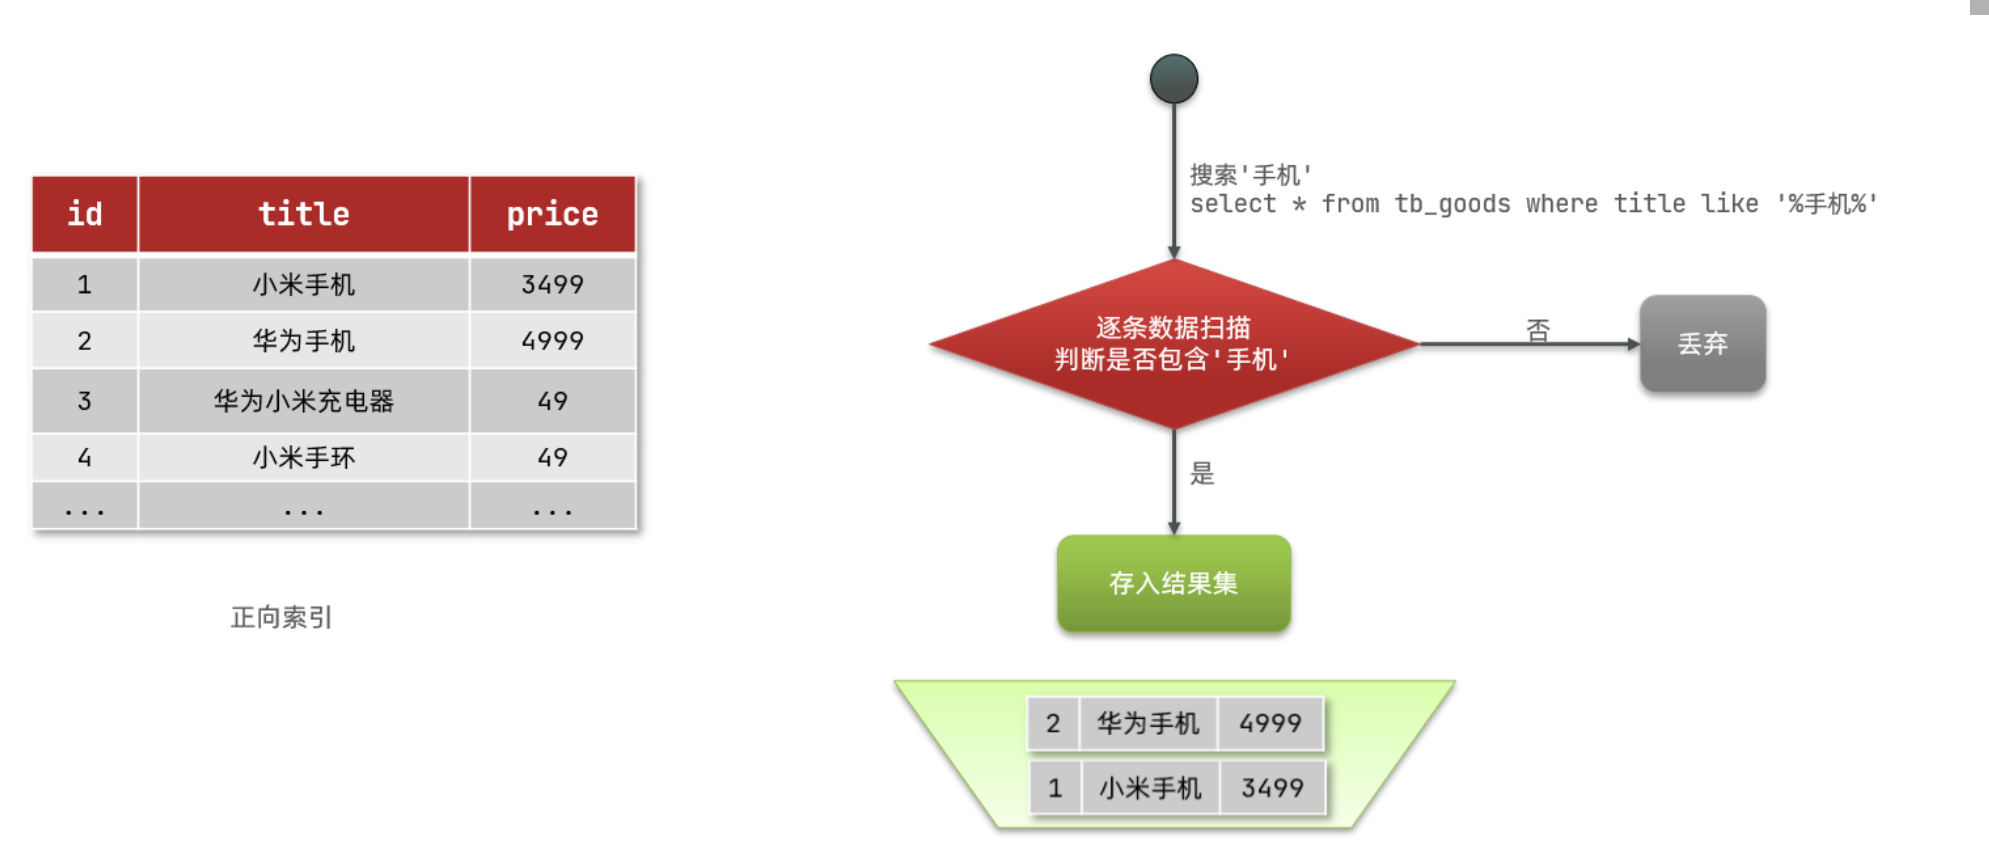 id title price
1 小米手机 3499
2 华为手机 4999
3 华为小米充电器 49
4 小米手环 49
... ... ...
正向索引
搜索'手机'
select * from tb_goods where title like '%手机%'
逐条数据扫描
判断是否包含'手机'
否
丢弃
是
存入结果集
2 华为手机 4999
1 小米手机 3499